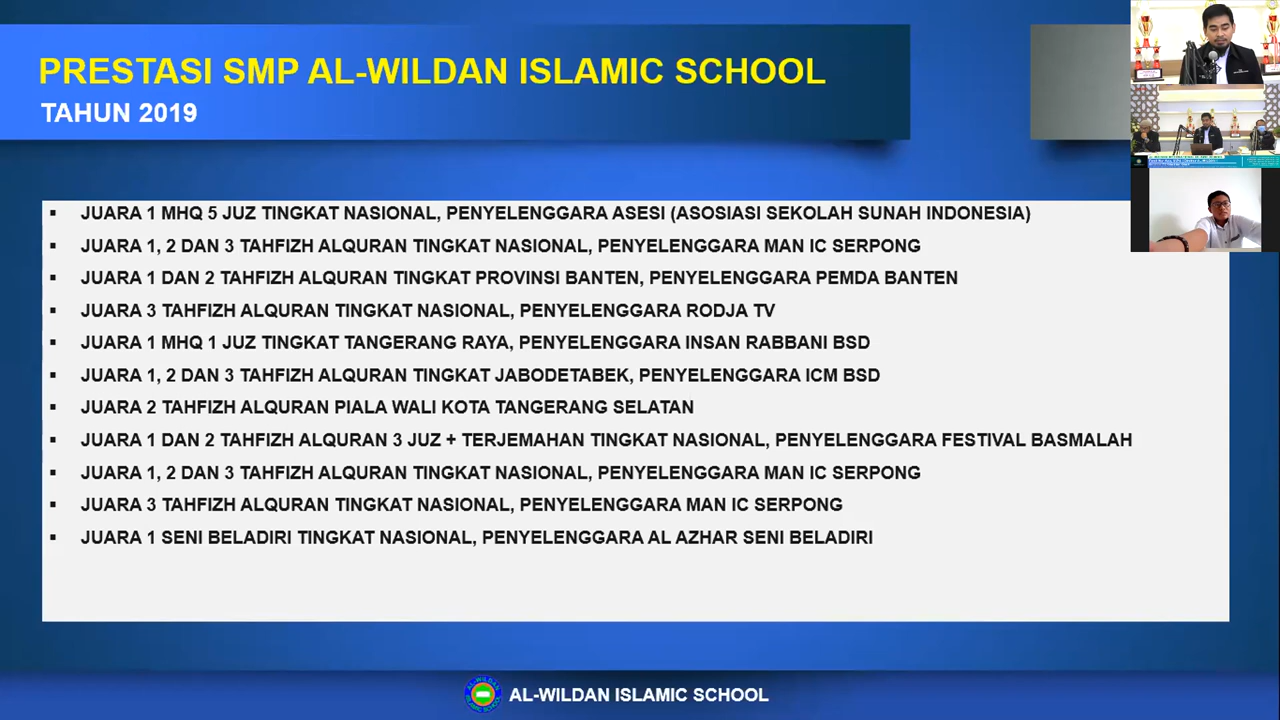 PRESTASI SMP AL-WILDAN ISLAMIC SCHOOL
TAHUN 2019
JUARA 1 MHQ 5 JUZ TINGKAT NASIONAL, PENYELENGGARA ASESI (ASOSIASI SEKOLAH SUNAH INDONESIA)
JUARA 1, 2 DAN 3 TAHFIZH ALQURAN TINGKAT NASIONAL, PENYELENGGARA MAN IC SERPONG
JUARA 1 DAN 2 TAHFIZH ALQURAN TINGKAT PROVINSI BANTEN, PENYELENGGARA PEMDA BANTEN
JUARA 3 TAHFIZH ALQURAN TINGKAT NASIONAL, PENYELENGGARA RODJA TV
JUARA 1 MHQ 1 JUZ TINGKAT TANGERANG RAYA, PENYELENGGARA INSAN RABBANI BSD
JUARA 1, 2 DAN 3 TAHFIZH ALQURAN TINGKAT JABODETABEK, PENYELENGGARA ICM BSD
JUARA 2 TAHFIZH ALQURAN PIALA WALI KOTA TANGERANG SELATAN
JUARA 1 DAN 2 TAHFIZH ALQURAN 3 JUZ + TERJEMAHAN TINGKAT NASIONAL, PENYELENGGARA FESTIVAL BASMALAH
JUARA 1, 2 DAN 3 TAHFIZH ALQURAN TINGKAT NASIONAL, PENYELENGGARA MAN IC SERPONG
JUARA 3 TAHFIZH ALQURAN TINGKAT NASIONAL, PENYELENGGARA MAN IC SERPONG
JUARA 1 SENI BELADIRI TINGKAT NASIONAL, PENYELENGGARA AL AZHAR SENI BELADIRI
AL-WILDAN ISLAMIC SCHOOL